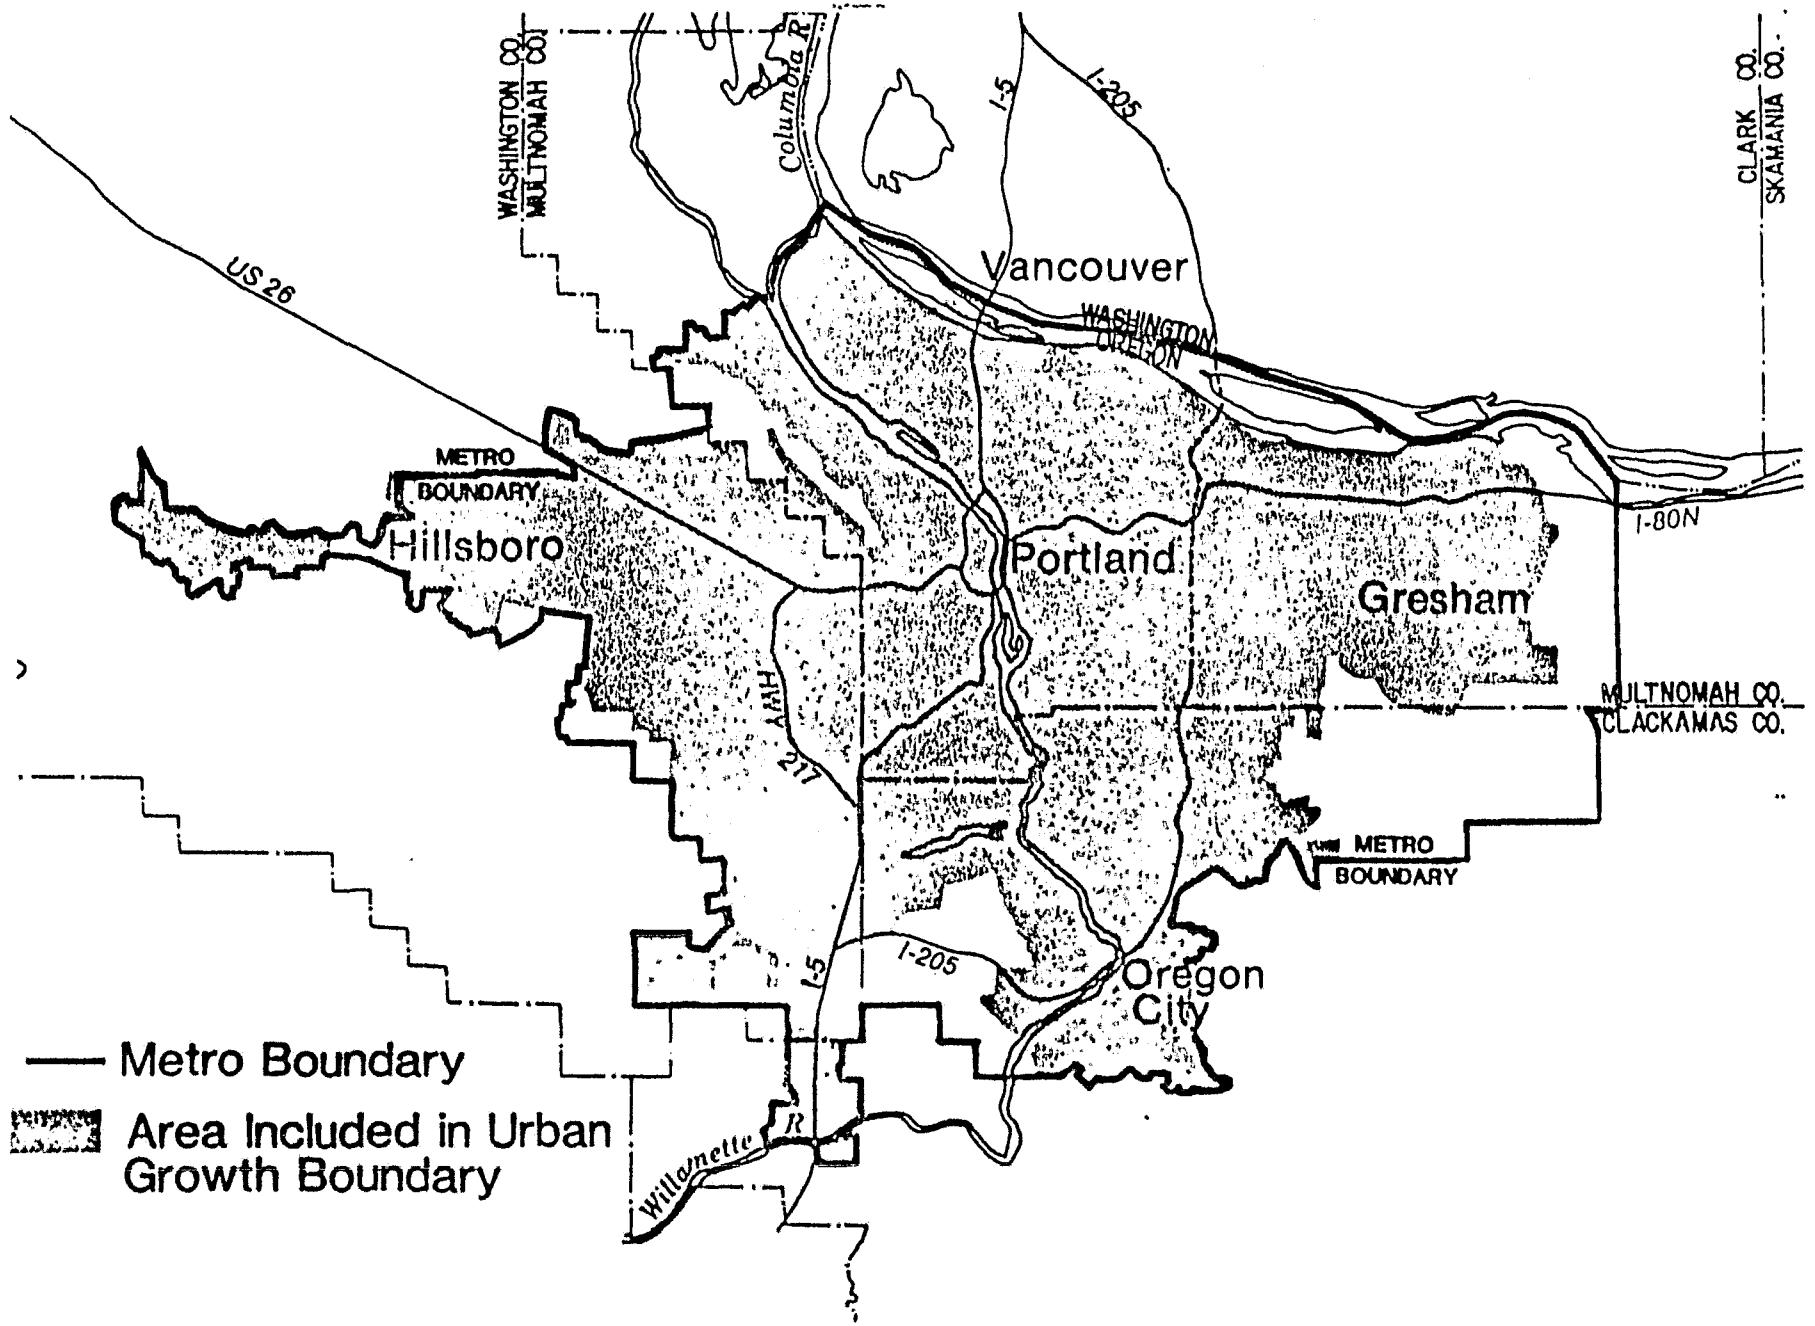 WASHINGTON CO.
MULTNOMAH CO.
Columbia R
I-5
I-205
CLARK CO.
SKAMANIA CO.
US 26
Vancouver
WASHINGTON
OREGON
METRO
BOUNDARY
I-80N
Hillsboro
Portland
Gresham
HWY
217
MULTNOMAH CO.
CLACKAMAS CO.
METRO
BOUNDARY
I-5
I-205
Oregon
City
Metro Boundary
Area Included in Urban
Growth Boundary
Willamette R